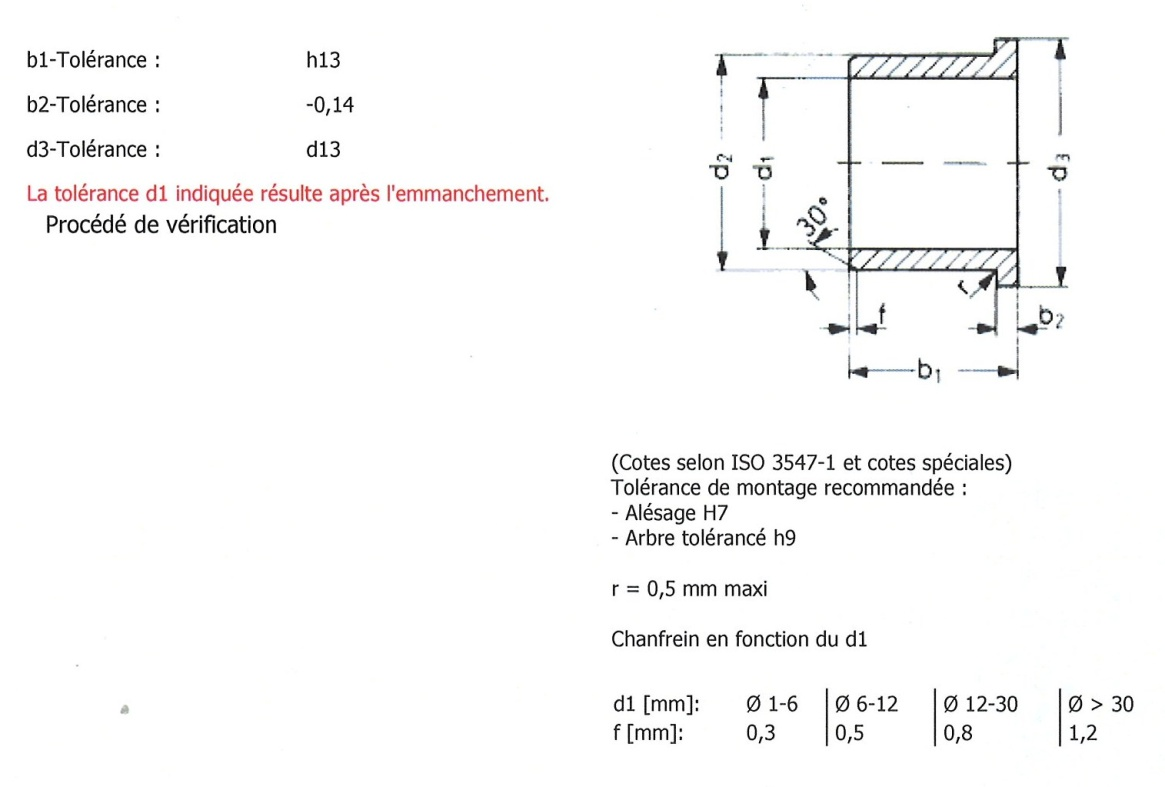 b1-Tolérance : h13
b2-Tolérance : -0,14
d3-Tolérance : d13
La tolérance d1 indiquée résulte après l'emmanchement.
Procédé de vérification
d2
d1
d3
30°
r
f
b2
b1
(Cotes selon ISO 3547-1 et cotes spéciales)
Tolérance de montage recommandée :
- Alésage H7
- Arbre tolérancé h9
r = 0,5 mm maxi
Chanfrein en fonction du d1
d1 [mm]: Ø 1-6 Ø 6-12 Ø 12-30 Ø > 30
f [mm]: 0,3 0,5 0,8 1,2